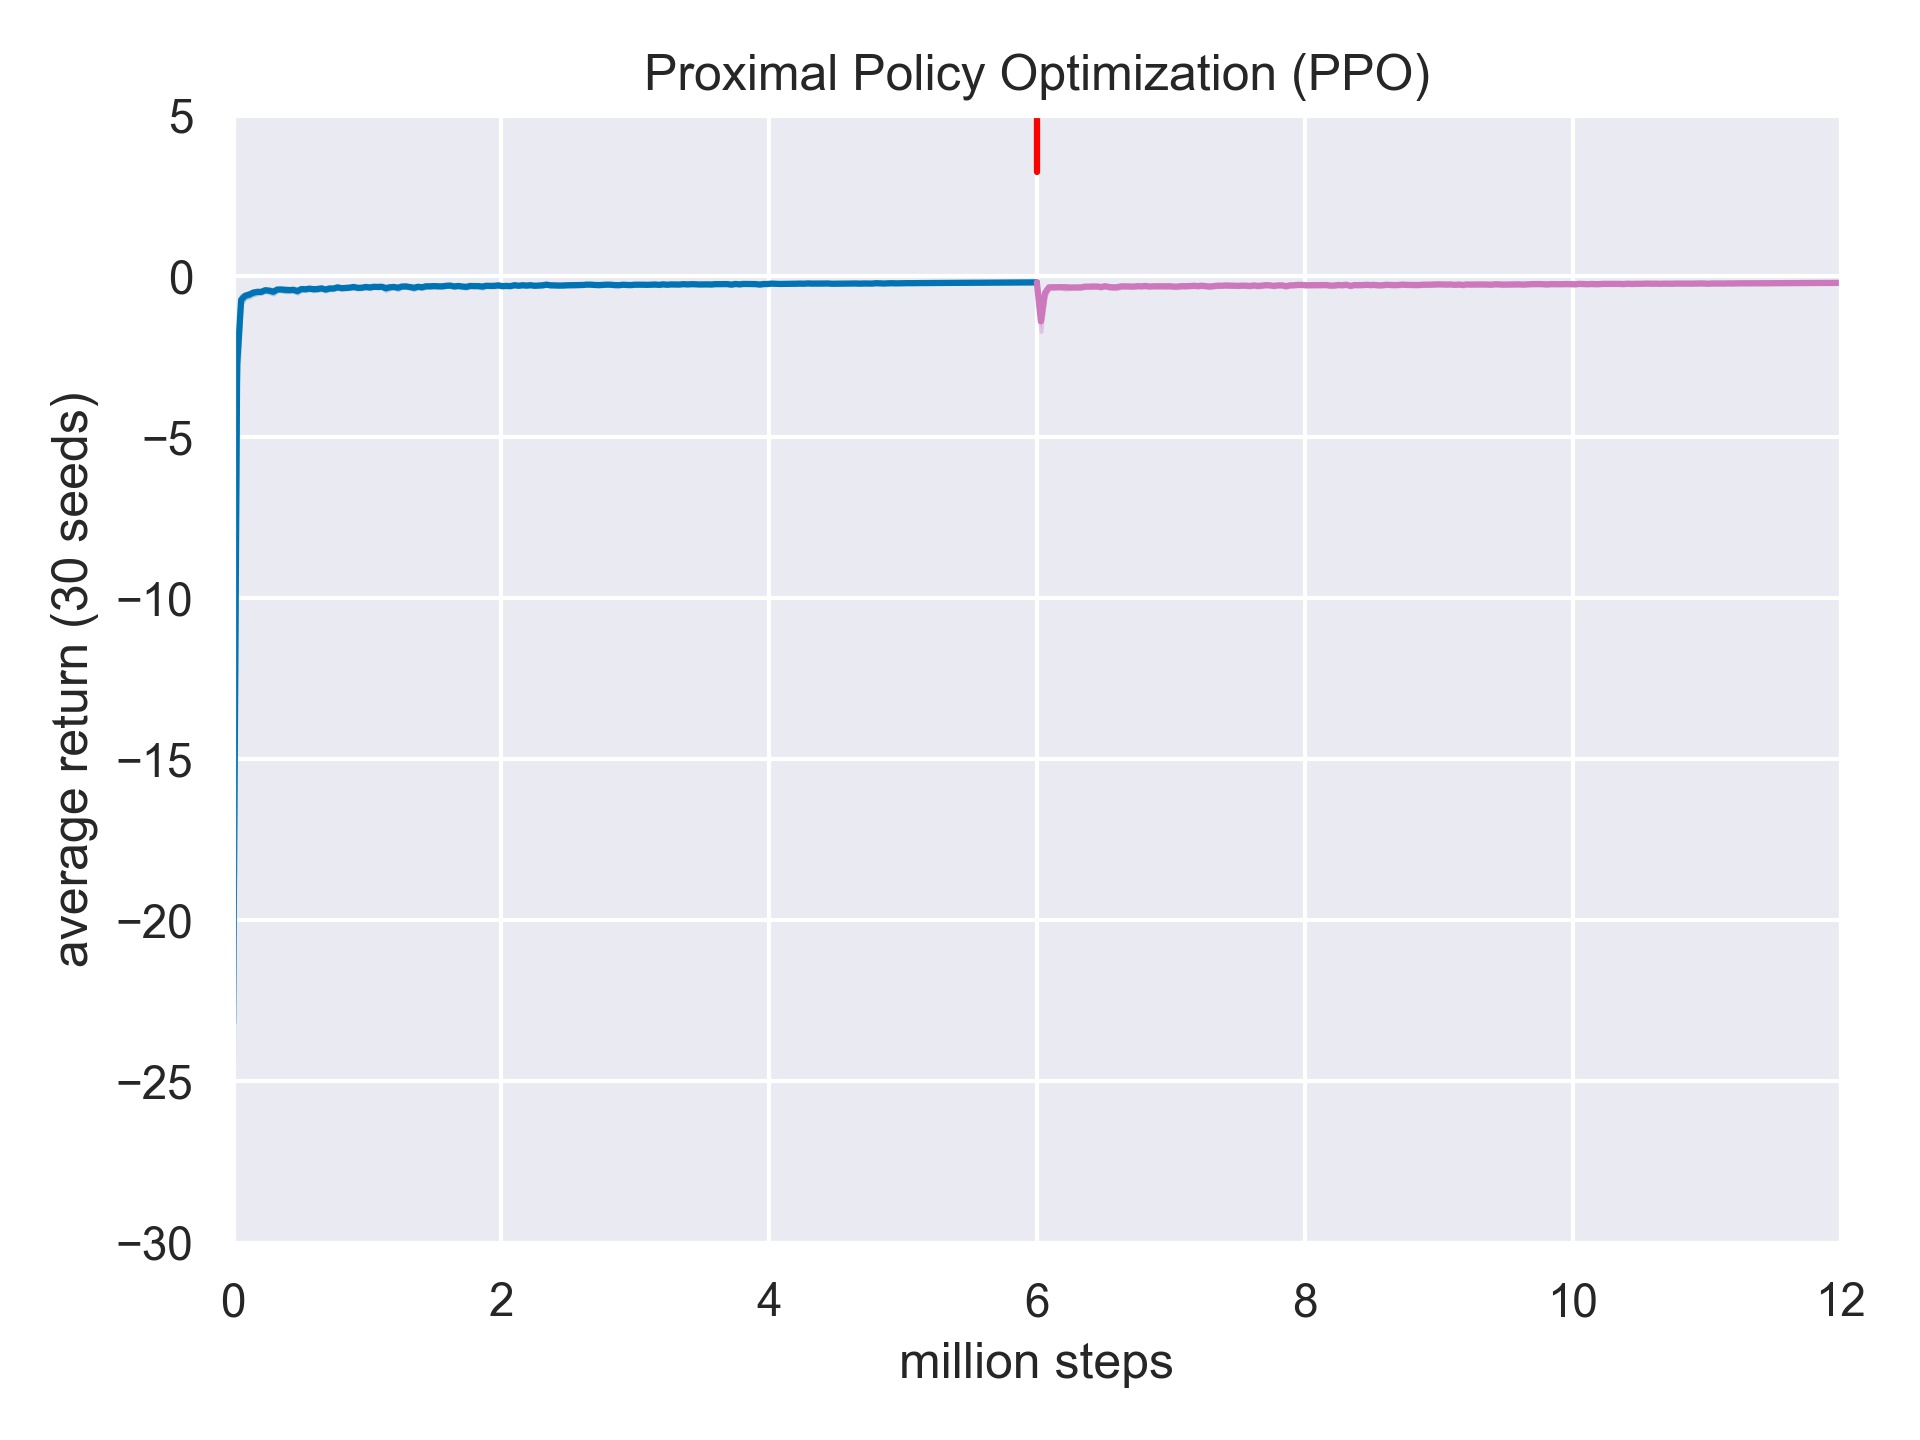 Proximal Policy Optimization (PPO)
5
0
−5
−10
−15
−20
−25
−30
average return (30 seeds)
0 2 4 6 8 10 12
million steps